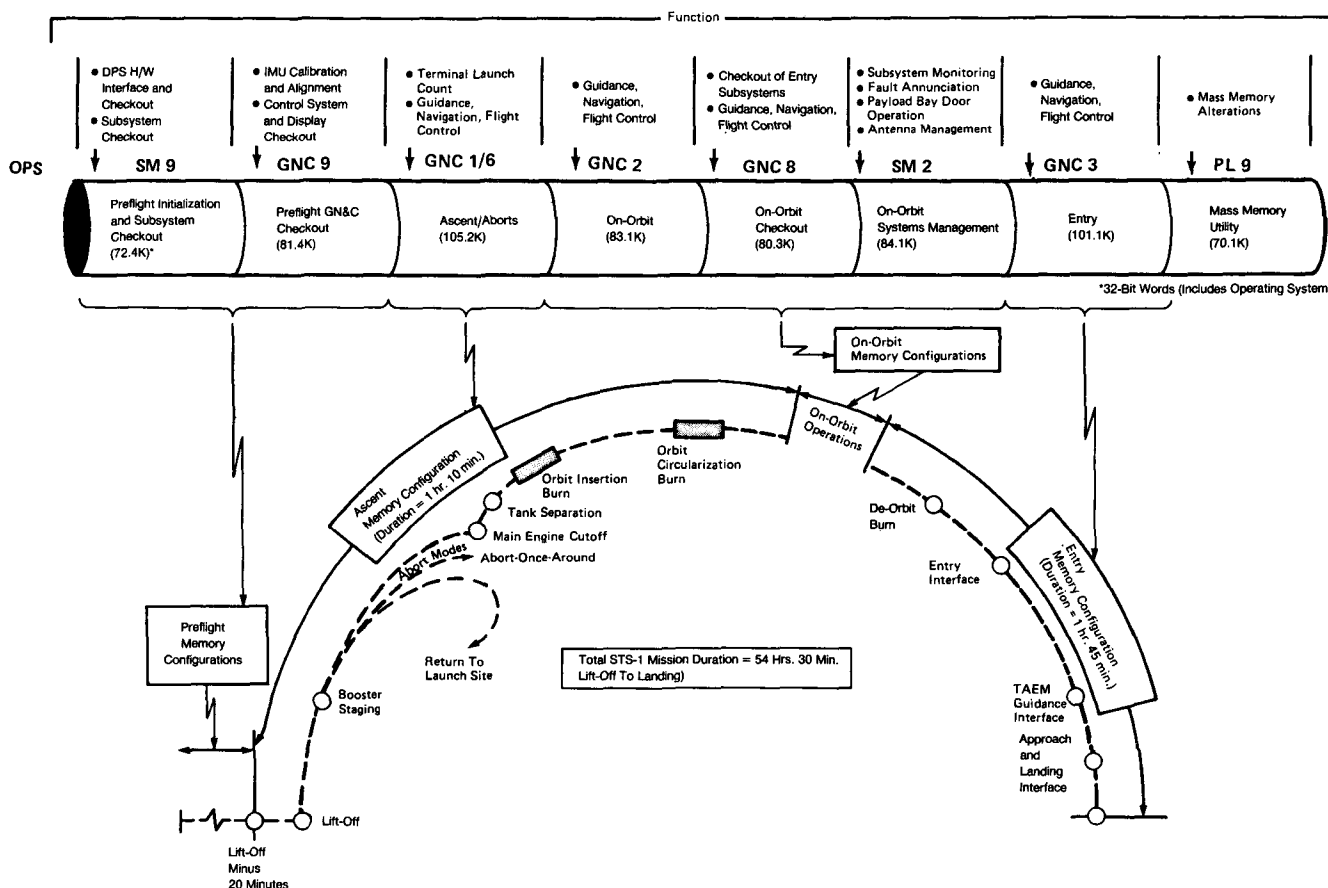 Function
• DPS H/W
Interface and
Checkout
• Subsystem
Checkout
• IMU Calibration
and Alignment
• Control System
and Display
Checkout
• Terminal Launch
Count
• Guidance,
Navigation, Flight
Control
• Guidance,
Navigation,
Flight Control
• Checkout of Entry
Subsystems
• Guidance, Navigation,
Flight Control
• Subsystem Monitoring
• Fault Annunciation
• Payload Bay Door
Operation
• Antenna Management
• Guidance,
Navigation,
Flight Control
• Mass Memory
Alterations
OPS
SM 9
GNC 9
GNC 1/6
GNC 2
GNC 8
SM 2
GNC 3
PL 9
Preflight Initialization
and Subsystem
Checkout
(72.4K)*
Preflight GN&C
Checkout
(81.4K)
Ascent/Aborts
(105.2K)
On-Orbit
(83.1K)
On-Orbit
Checkout
(80.3K)
On-Orbit
Systems Management
(84.1K)
Entry
(101.1K)
Mass Memory
Utility
(70.1K)
*32-Bit Words (Includes Operating System
On-Orbit
Memory Configurations
On-Orbit
Operations
Ascent
Memory Configuration
(Duration = 1 hr. 10 min.)
Orbit
Circularization
Burn
Orbit Insertion
Burn
Tank Separation
Main Engine Cutoff
Abort Modes
Abort-Once-Around
De-Orbit
Burn
Entry
Interface
Entry
Memory Configuration
(Duration = 1 hr. 45 min.)
Preflight
Memory
Configurations
Return To
Launch Site
Total STS-1 Mission Duration = 54 Hrs. 30 Min.
Lift-Off To Landing)
Booster
Staging
TAEM
Guidance
Interface
Approach
and
Landing
Interface
Lift-Off
Lift-Off
Minus
20 Minutes